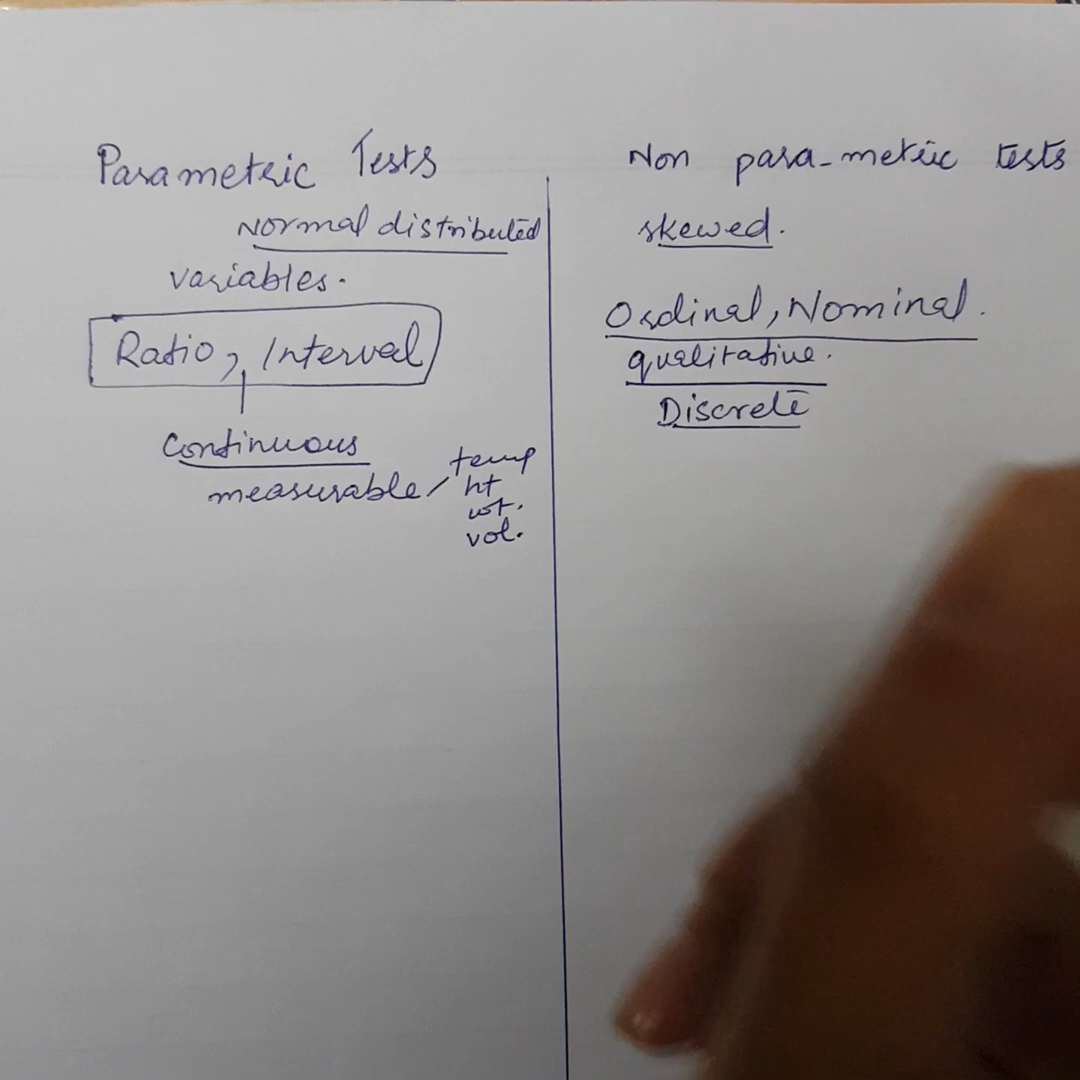 Parametric Tests
Normal distributed
variables.
Ratio, Interval
Continuous
measurable / temp
ht
wt.
vol.
Non para-metric tests
skewed.
Ordinal, Nominal.
qualitative.
Discrete